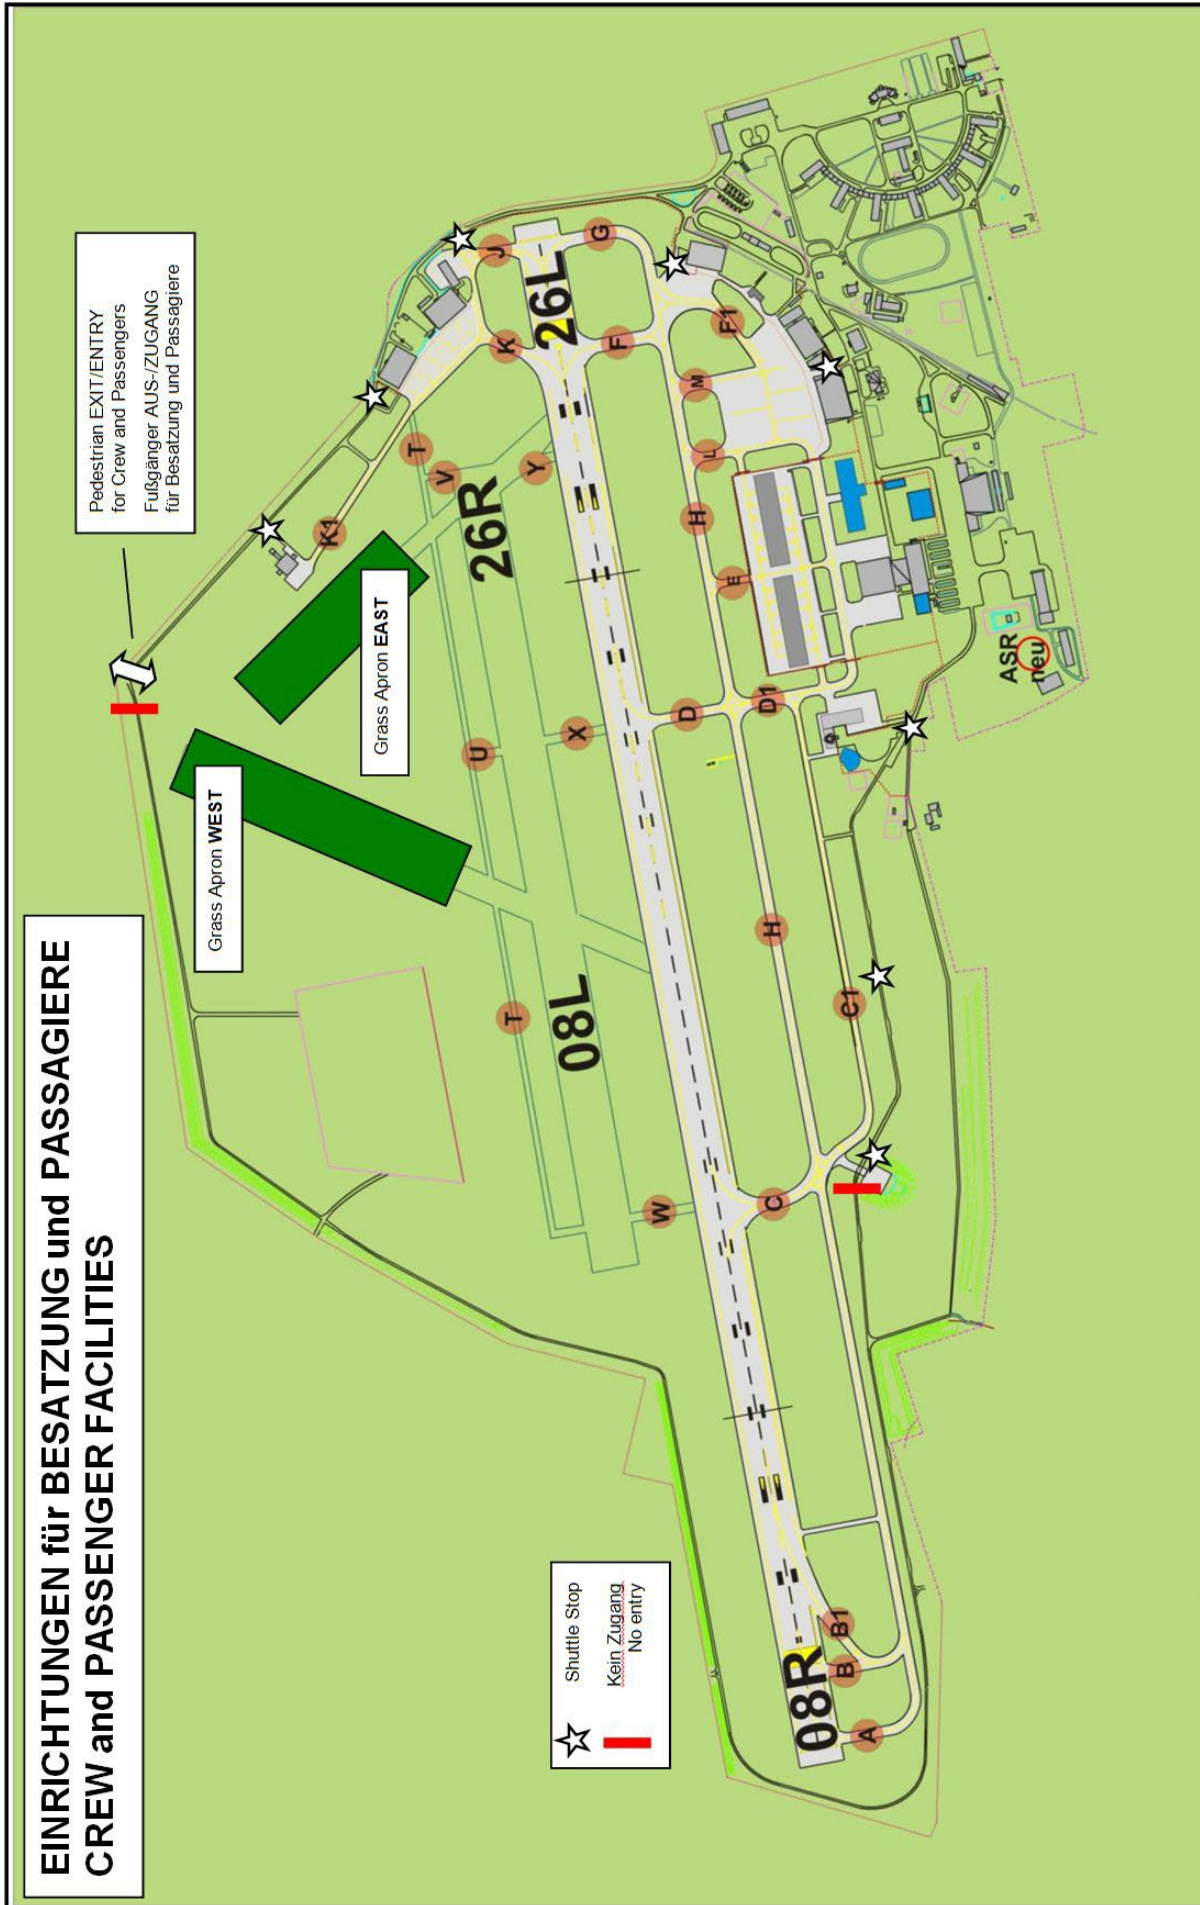 EINRICHTUNGEN für BESATZUNG und PASSAGIERE
CREW and PASSENGER FACILITIES
Pedestrian EXIT/ENTRY
for Crew and Passengers
Fußgänger AUS-/ZUGANG
für Besatzung und Passagiere
Grass Apron WEST
Grass Apron EAST
K1
T
V
Y
26R
U
X
T
08L
W
J
K
26L
G
F
F1
M
L
H
E
D
D1
H
C1
C
ASR
neu
Shuttle Stop
Kein Zugang
No entry
08R
B1
B
A